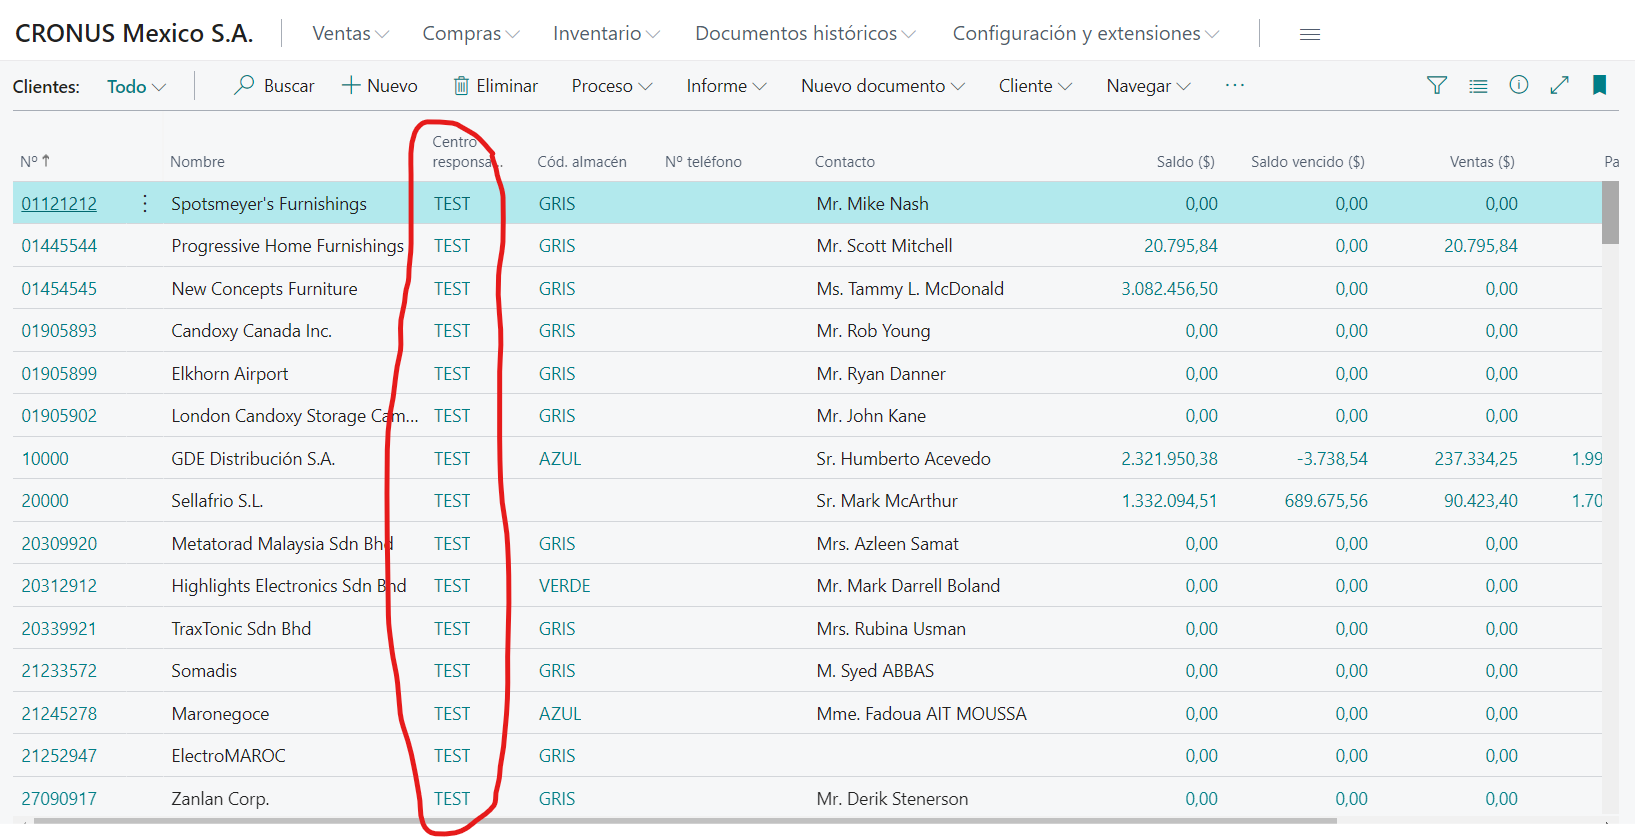 CRONUS Mexico S.A. Ventas Compras Inventario Documentos históricos Configuración y extensiones
Clientes: Todo Buscar Nuevo Eliminar Proceso Informe Nuevo documento Cliente Navegar ...
Nº ↑ Nombre Centro responsa... Cód. almacén Nº teléfono Contacto Saldo ($) Saldo vencido ($) Ventas ($) Pa
01121212 Spotsmeyer's Furnishings TEST GRIS Mr. Mike Nash 0,00 0,00 0,00
01445544 Progressive Home Furnishings TEST GRIS Mr. Scott Mitchell 20.795,84 0,00 20.795,84
01454545 New Concepts Furniture TEST GRIS Ms. Tammy L. McDonald 3.082.456,50 0,00 0,00
01905893 Candoxy Canada Inc. TEST GRIS Mr. Rob Young 0,00 0,00 0,00
01905899 Elkhorn Airport TEST GRIS Mr. Ryan Danner 0,00 0,00 0,00
01905902 London Candoxy Storage Cam... TEST GRIS Mr. John Kane 0,00 0,00 0,00
10000 GDE Distribución S.A. TEST AZUL Sr. Humberto Acevedo 2.321.950,38 -3.738,54 237.334,25 1.99
20000 Sellafrio S.L. TEST Sr. Mark McArthur 1.332.094,51 689.675,56 90.423,40 1.70
20309920 Metatorad Malaysia Sdn Bhd TEST GRIS Mrs. Azleen Samat 0,00 0,00 0,00
20312912 Highlights Electronics Sdn Bhd TEST VERDE Mr. Mark Darrell Boland 0,00 0,00 0,00
20339921 TraxTonic Sdn Bhd TEST GRIS Mrs. Rubina Usman 0,00 0,00 0,00
21233572 Somadis TEST GRIS M. Syed ABBAS 0,00 0,00 0,00
21245278 Maronegoce TEST AZUL Mme. Fadoua AIT MOUSSA 0,00 0,00 0,00
21252947 ElectroMAROC TEST GRIS 0,00 0,00 0,00
27090917 Zanlan Corp. TEST GRIS Mr. Derik Stenerson 0,00 0,00 0,00